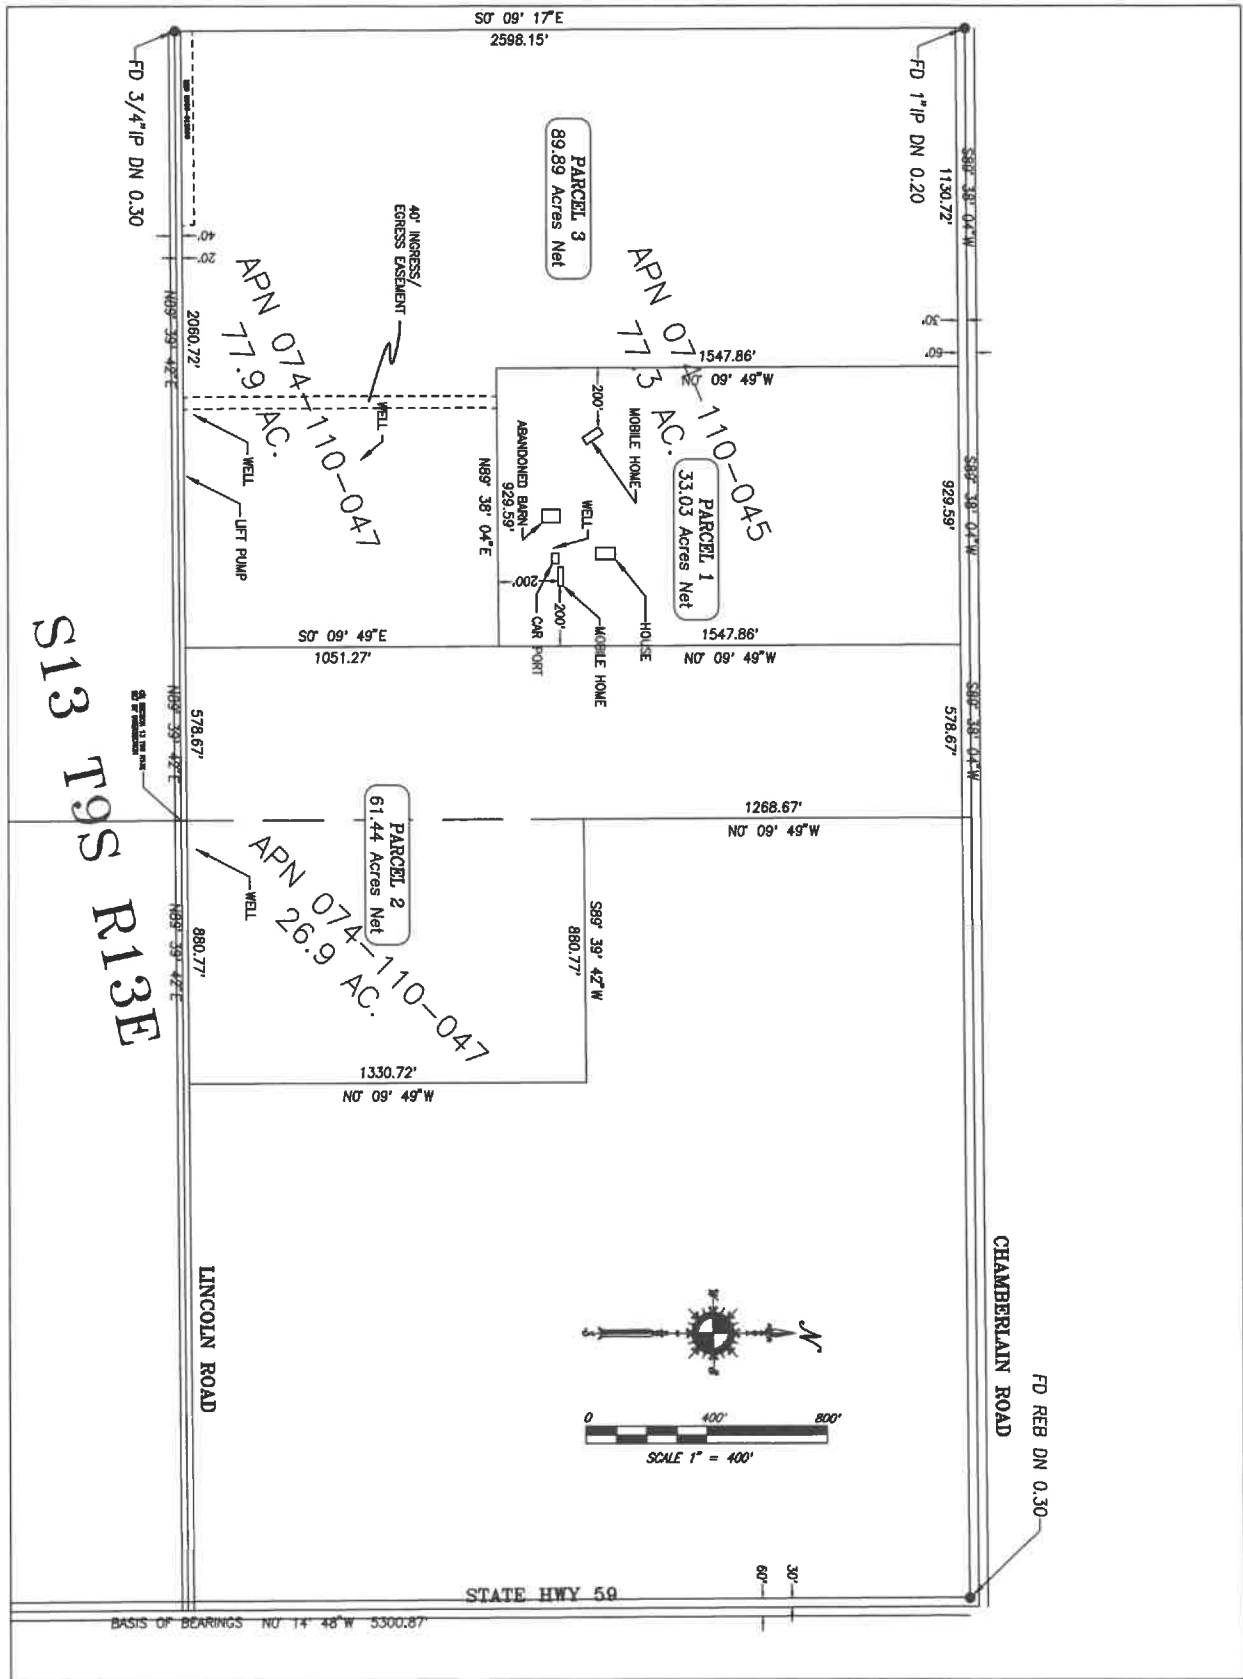 S0° 09' 17"E
2598.15'
FD 3/4"IP DN 0.30
FD 1"IP DN 0.20
S89° 38' 04"W
1130.72'
PARCEL 3
89.89 Acres Net
40'
20'
30'
60'
40' INGRESS/
EGRESS EASEMENT
N89° 39' 42"E
2060.72'
APN 074-110-047
77.9 AC.
APN 074-110-045
77.3 AC.
1547.86'
N0° 09' 49"W
S89° 38' 04"W
929.59'
PARCEL 1
33.03 Acres Net
200'
MOBILE HOME
WELL
WELL
LIFT PUMP
N89° 38' 04"E
929.59'
ABANDONED BARN
WELL
200'
200'
CAR PORT
MOBILE HOME
HOUSE
S0° 09' 49"E
1051.27'
1547.86'
N0° 09' 49"W
S89° 38' 04"W
578.67'
N89° 39' 42"E
578.67'
1268.67'
N0° 09' 49"W
PARCEL 2
61.44 Acres Net
APN 074-110-047
26.9 AC.
WELL
S89° 39' 42"W
880.77'
N89° 39' 42"E
880.77'
1330.72'
N0° 09' 49"W
S13 T9S R13E
LINCOLN ROAD
CHAMBERLAIN ROAD
N
S
0 400' 800'
SCALE 1" = 400'
FD REB DN 0.30
30'
60'
STATE HWY 59
BASIS OF BEARINGS N0° 14' 48"W 5300.87'